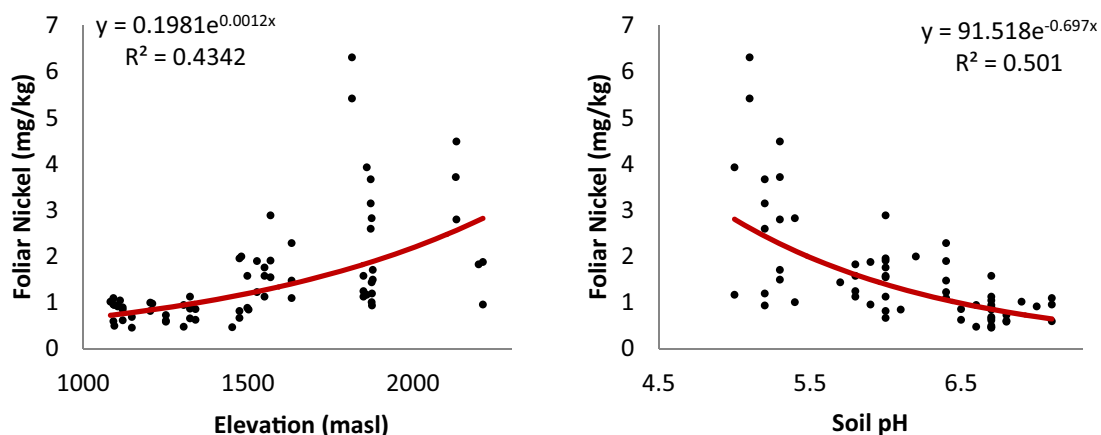 y = 0.1981e^0.0012x
R² = 0.4342
Foliar Nickel (mg/kg)
7
6
5
4
3
2
1
0
1000 1500 2000
Elevation (masl)
y = 91.518e^-0.697x
R² = 0.501
Foliar Nickel (mg/kg)
7
6
5
4
3
2
1
0
4.5 5.5 6.5
Soil pH